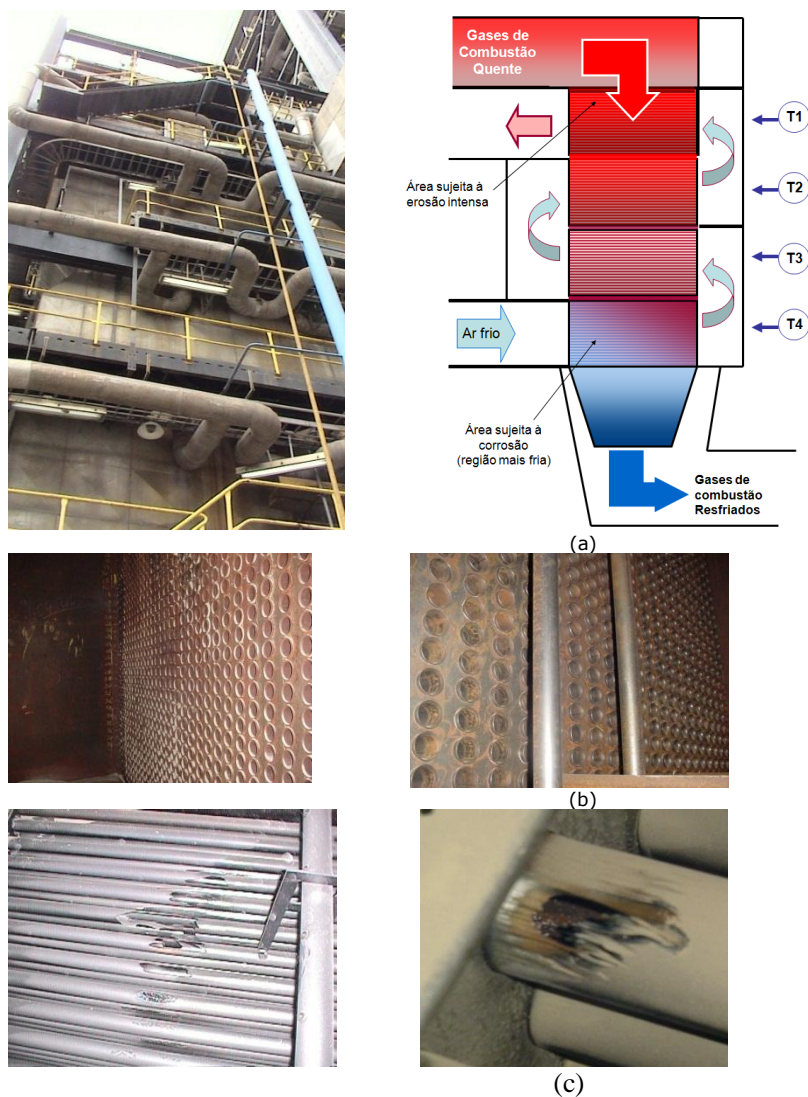 Gases de
Combustão
Quente
T1
Área sujeita à
erosão intensa
T2
T3
Ar frio
T4
Área sujeita à
corrosão
(região mais fria)
Gases de
combustão
Resfriados
(a)
(b)
(c)